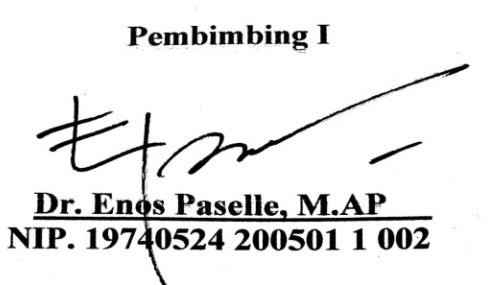 Pembimbing I
Dr. Enos Paselle, M.AP
NIP. 19740524 200501 1 002